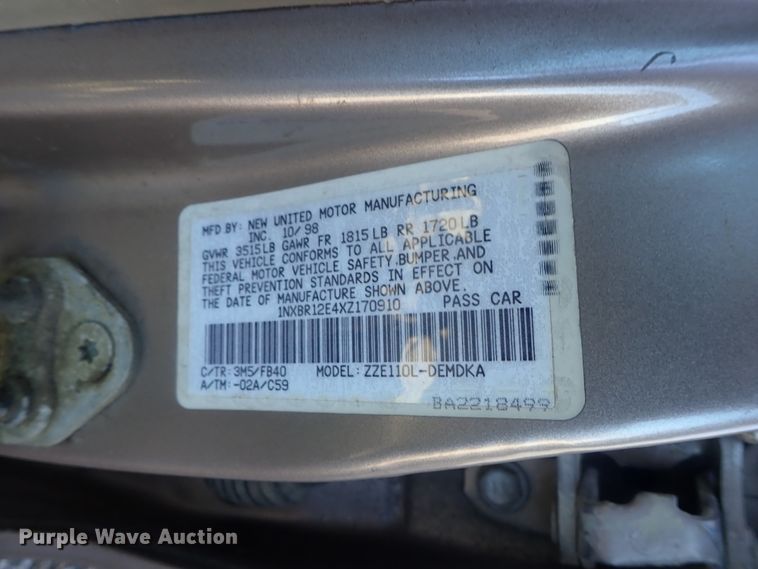 MFD BY: NEW UNITED MOTOR MANUFACTURING
INC. 10/98
GVWR 3515LB GAWR FR 1815LB RR 1720LB
THIS VEHICLE CONFORMS TO ALL APPLICABLE
FEDERAL MOTOR VEHICLE SAFETY, BUMPER, AND
THEFT PREVENTION STANDARDS IN EFFECT ON
THE DATE OF MANUFACTURE SHOWN ABOVE.
1NXBR12E4XZ170910 PASS CAR
C/TR: 3M5/FB40 MODEL: ZZE110L-DEMDKA
A/TM: -02A/C59
BA2218499
Purple Wave Auction